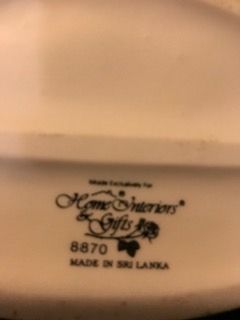 Made Exclusively For
Home Interiors®
& Gifts
8870
MADE IN SRI LANKA